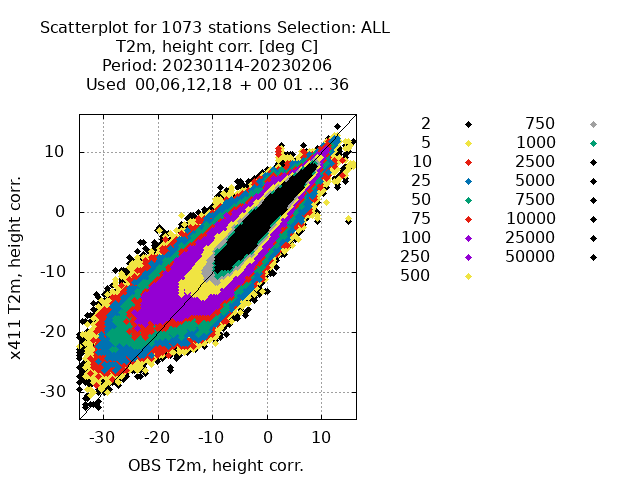 Scatterplot for 1073 stations Selection: ALL
T2m, height corr. [deg C]
Period: 20230114-20230206
Used 00,06,12,18 + 00 01 ... 36
x411 T2m, height corr.
10
0
-10
-20
-30
-30 -20 -10 0 10
OBS T2m, height corr.
2 750
5 1000
10 2500
25 5000
50 7500
75 10000
100 25000
250 50000
500